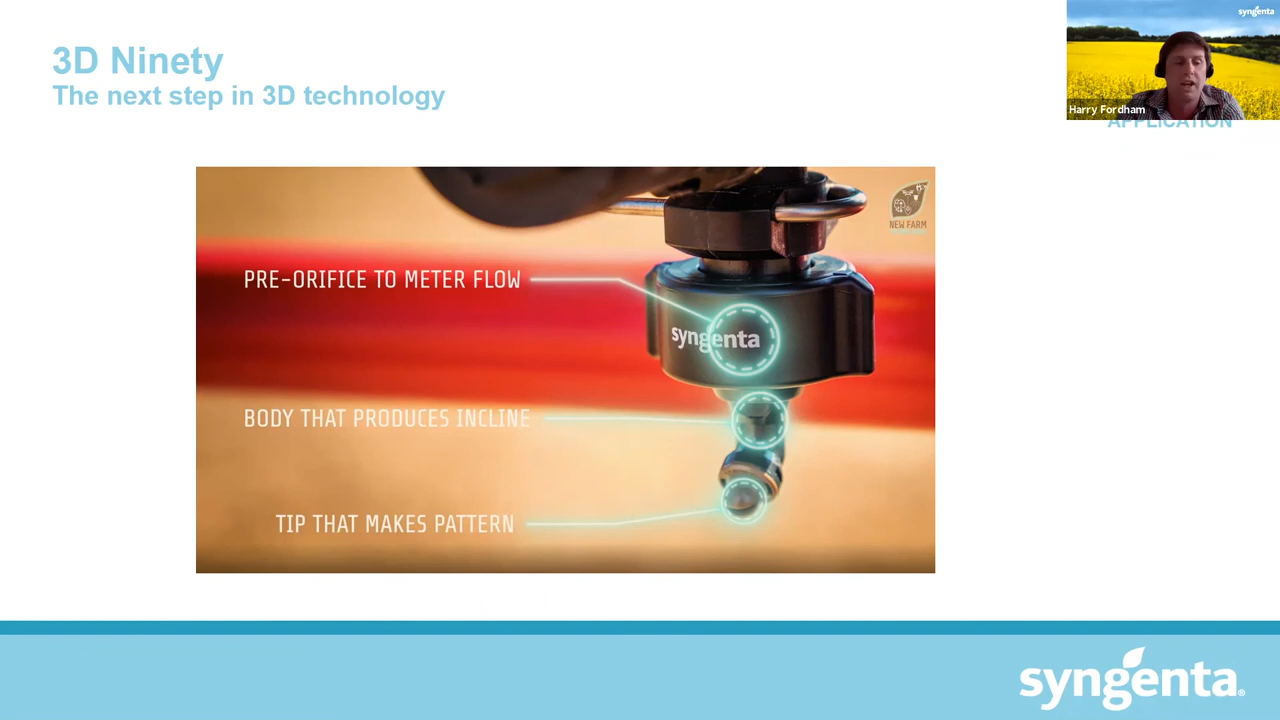 3D Ninety
The next step in 3D technology
syngenta
Harry Fordham
APPLICATION
NEW FARM
PRE-ORIFICE TO METER FLOW
syngenta
BODY THAT PRODUCES INCLINE
TIP THAT MAKES PATTERN
syngenta®